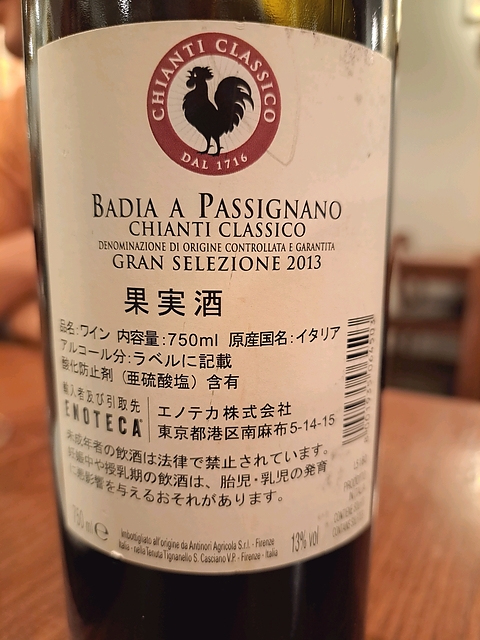 CHIANTI CLASSICO
DAL 1716
BADIA A PASSIGNANO
CHIANTI CLASSICO
DENOMINAZIONE DI ORIGINE CONTROLLATA E GARANTITA
GRAN SELEZIONE 2013
果実酒
品名:ワイン 内容量:750ml 原産国名:イタリア
アルコール分:ラベルに記載
酸化防止剤（亜硫酸塩）含有
輸入者及び引取先
ENOTECA
エノテカ株式会社
東京都港区南麻布5-14-15
未成年者の飲酒は法律で禁止されています。
妊娠中や授乳期の飲酒は、胎児・乳児の発育
に悪影響を与えるおそれがあります。
750 ml e
Imbottigliato all'origine da Antinori Agricola S.r.l. - Firenze
Italia - nella Tenuta Tignanello S. Casciano V.P. - Firenze - Italia
13% vol